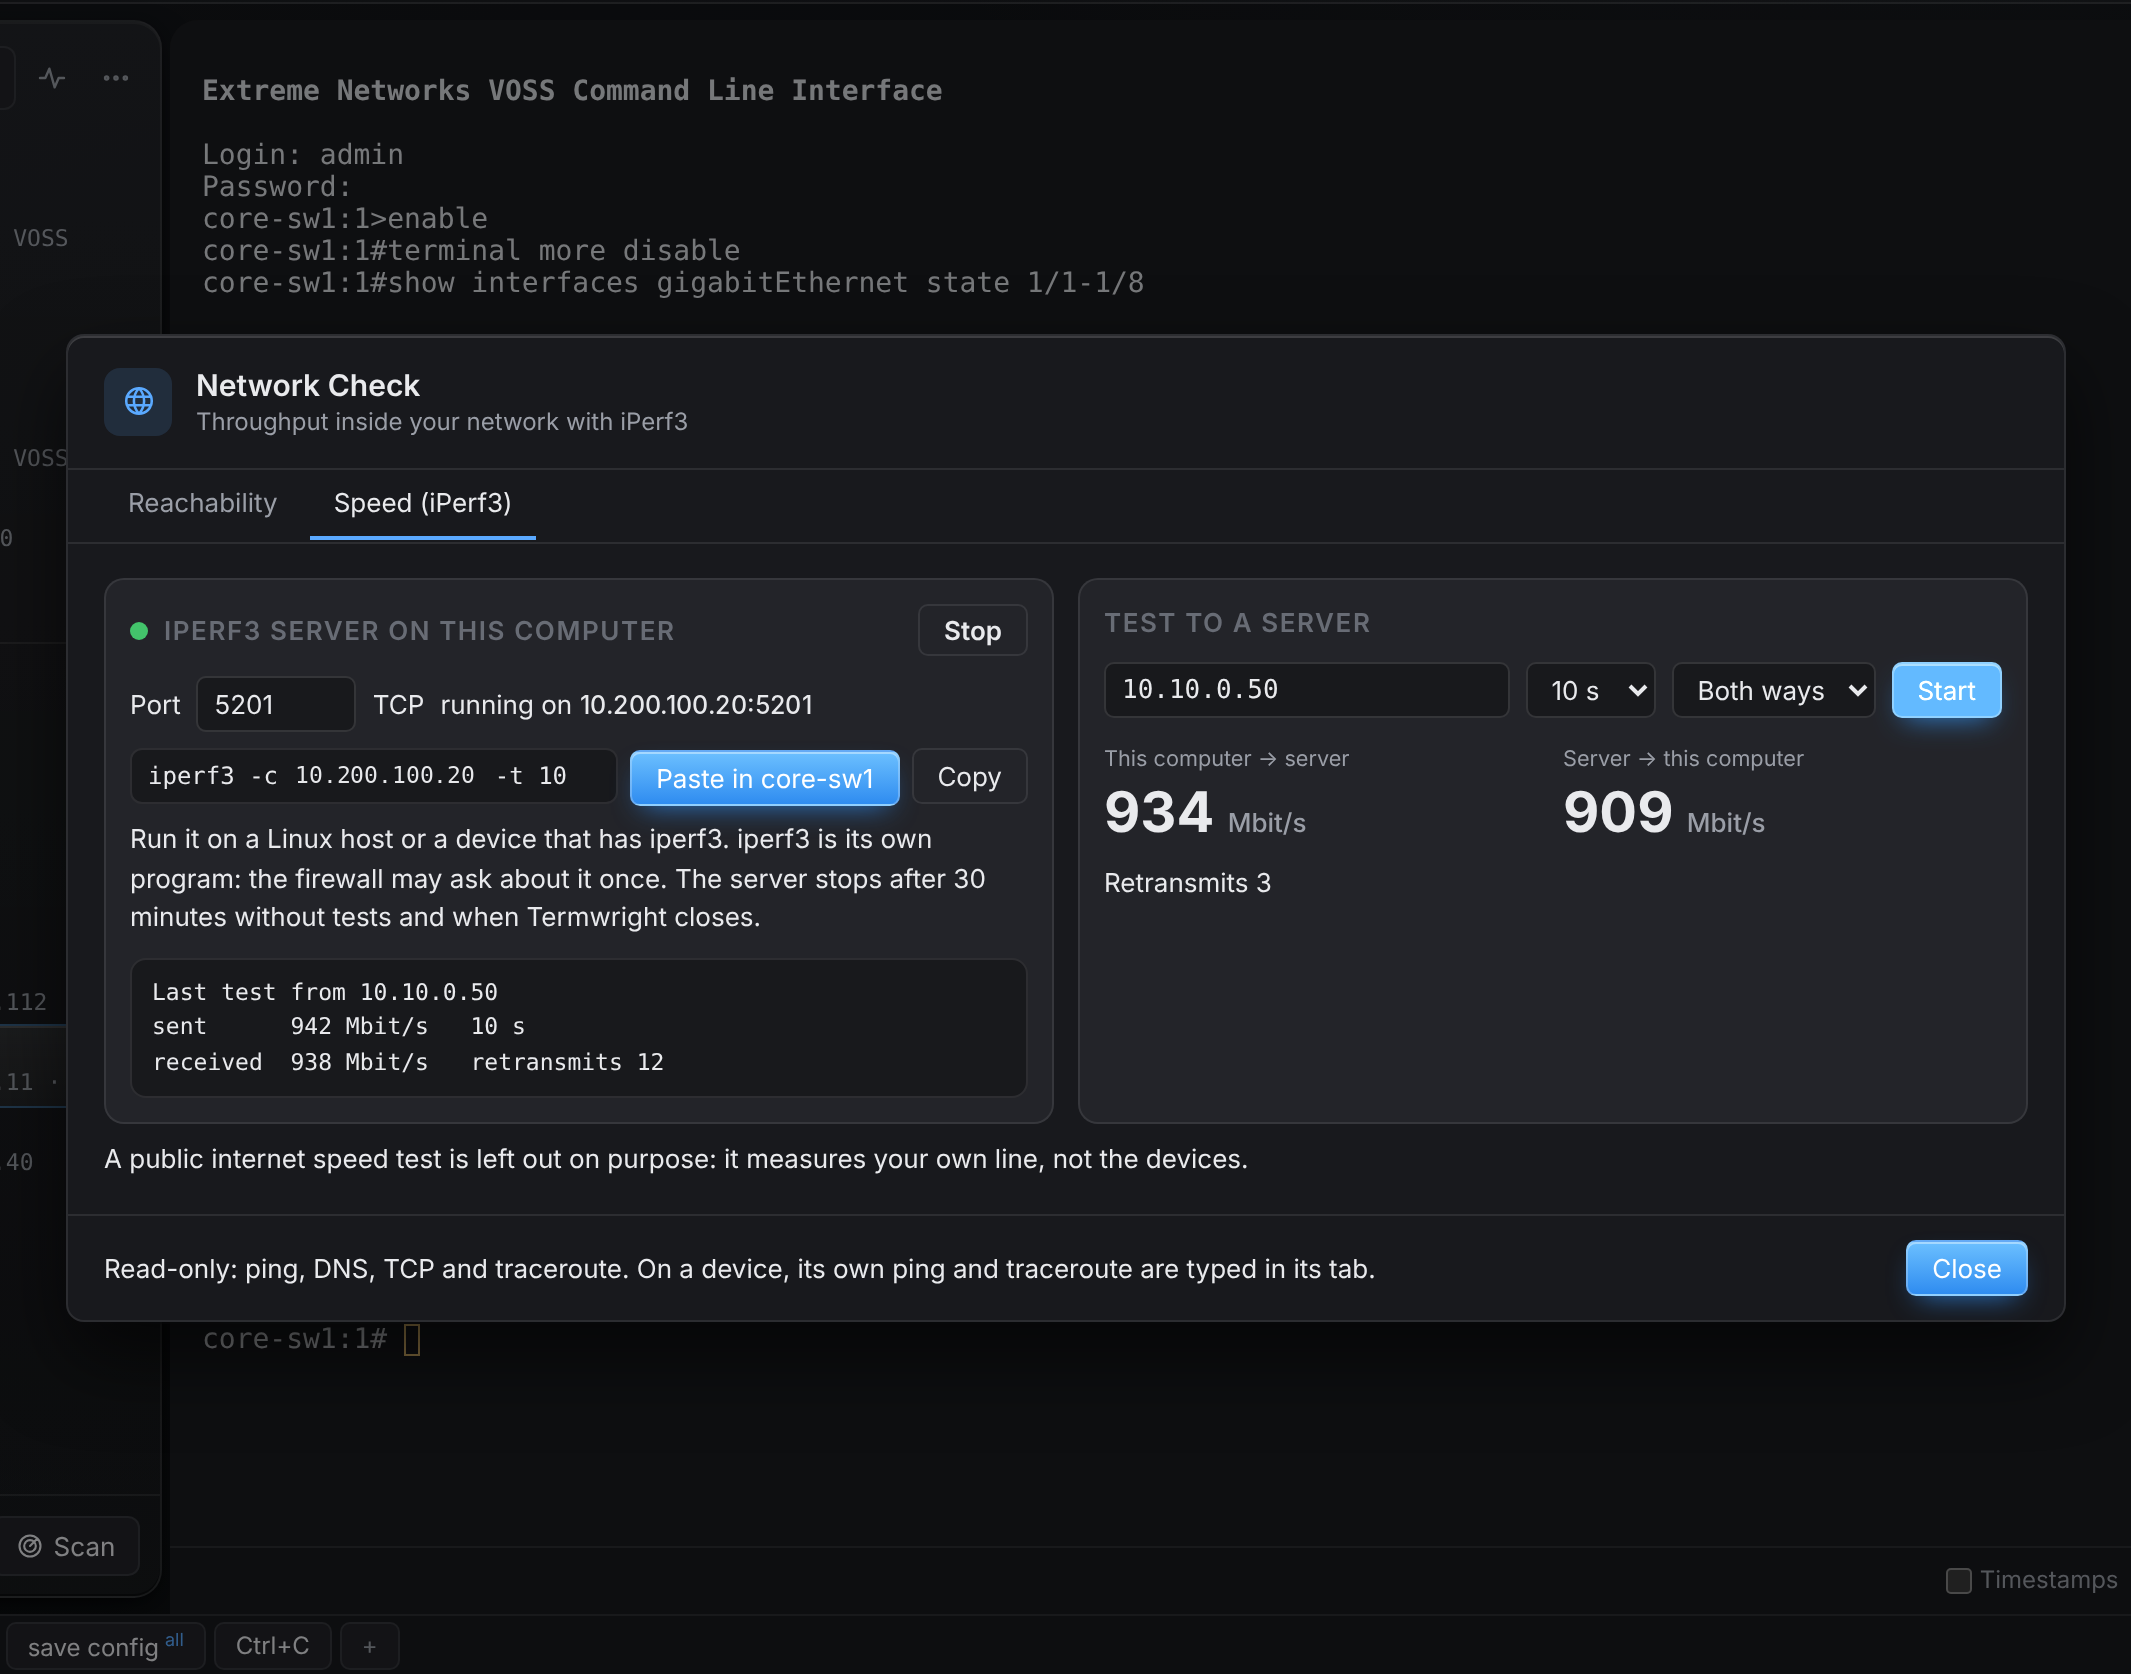 Extreme Networks VOSS Command Line Interface
Login: admin
Password:
core-sw1:1>enable
core-sw1:1#terminal more disable
core-sw1:1#show interfaces gigabitEthernet state 1/1-1/8
VOSS
VOSS
0
.112
.11 ·
.40
Network Check
Throughput inside your network with iPerf3
Reachability
Speed (iPerf3)
IPERF3 SERVER ON THIS COMPUTER
Stop
Port 5201 TCP running on 10.200.100.20:5201
iperf3 -c 10.200.100.20 -t 10
Paste in core-sw1
Copy
Run it on a Linux host or a device that has iperf3. iperf3 is its own
program: the firewall may ask about it once. The server stops after 30
minutes without tests and when Termwright closes.
Last test from 10.10.0.50
sent 942 Mbit/s 10 s
received 938 Mbit/s retransmits 12
TEST TO A SERVER
10.10.0.50
10 s
Both ways
Start
This computer → server
934 Mbit/s
Server → this computer
909 Mbit/s
Retransmits 3
A public internet speed test is left out on purpose: it measures your own line, not the devices.
Read-only: ping, DNS, TCP and traceroute. On a device, its own ping and traceroute are typed in its tab.
Close
core-sw1:1#
Scan
Timestamps
save config all
Ctrl+C
+